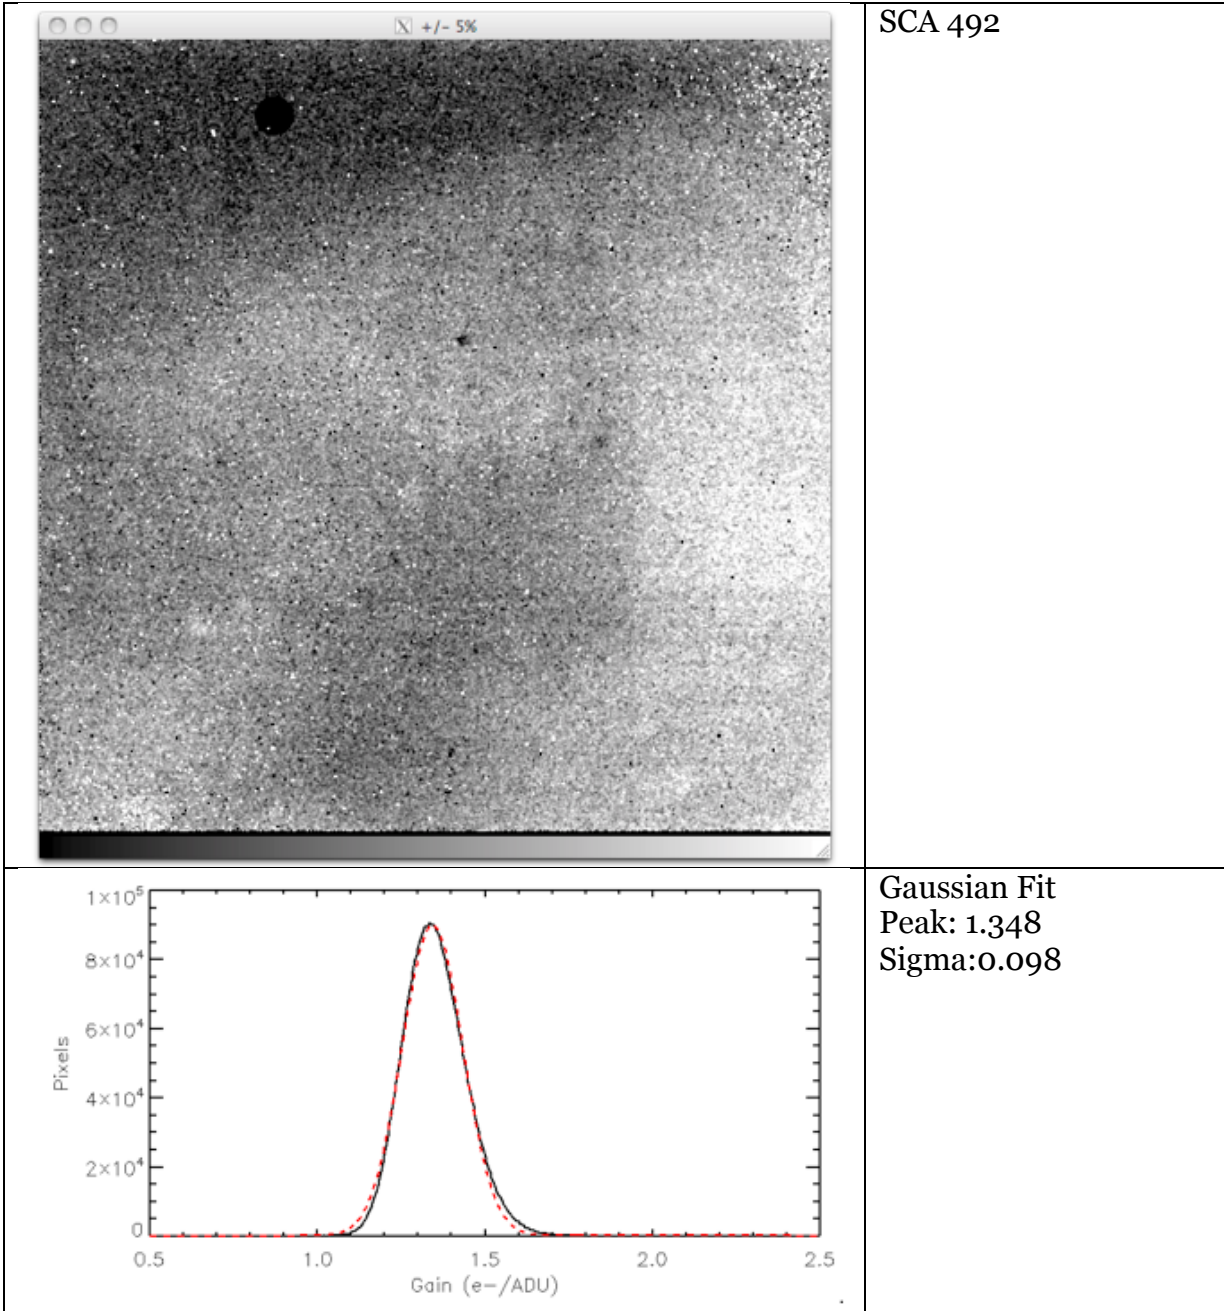 X +/- 5%
SCA 492
1×10⁵
8×10⁴
6×10⁴
4×10⁴
2×10⁴
0
Pixels
0.5 1.0 1.5 2.0 2.5
Gain (e-/ADU)
Gaussian Fit
Peak: 1.348
Sigma:0.098